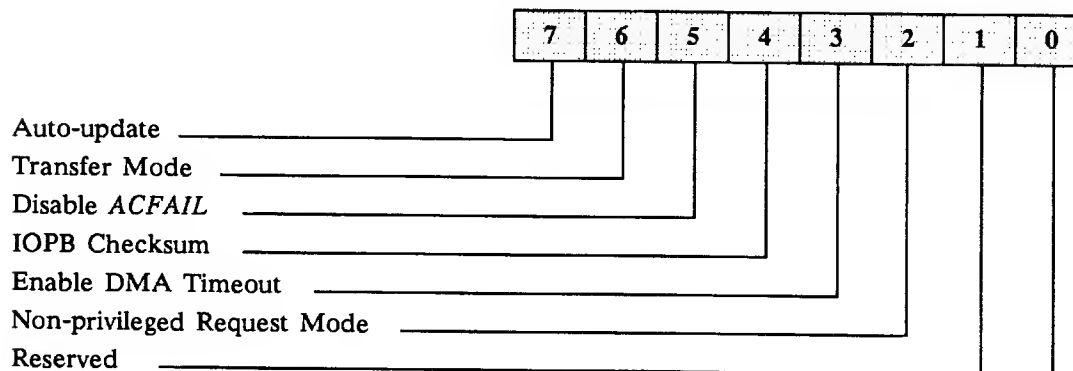 7 6 5 4 3 2 1 0
Auto-update
Transfer Mode
Disable ACFAIL
IOPB Checksum
Enable DMA Timeout
Non-privileged Request Mode
Reserved